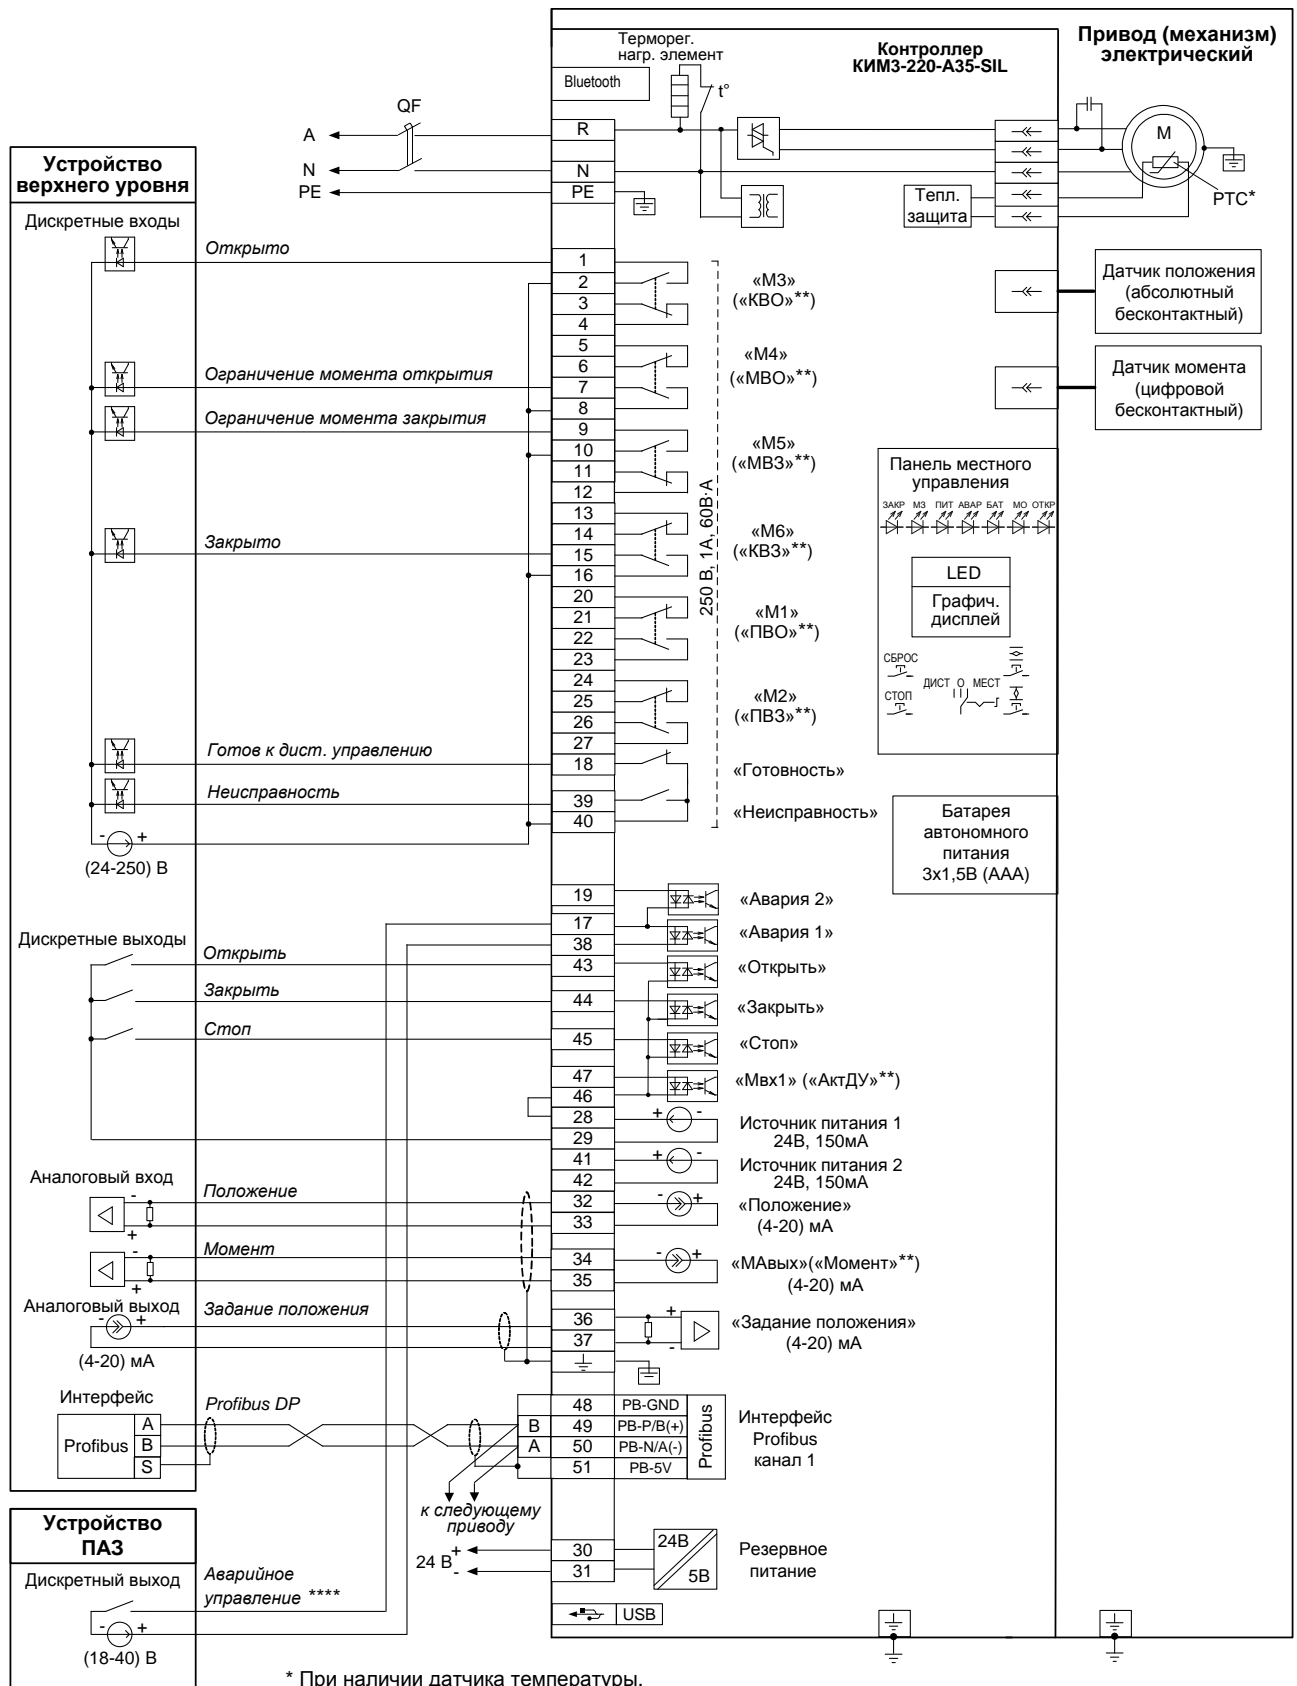 Привод (механизм)
электрический
Контроллер
КИМ3-220-А35-SIL
Терморег.
нагр. элемент
Bluetooth
t°
QF
A
R
N
N
PE
PE
M
PTC*
Тепл.
защита
Устройство
верхнего уровня
Дискретные входы
Открыто
1
2
3
4
«М3»
(«КВО»**)
Датчик положения
(абсолютный
бесконтактный)
5
6
7
8
«М4»
(«МВО»**)
Ограничение момента открытия
Датчик момента
(цифровой
бесконтактный)
Ограничение момента закрытия
9
10
11
12
«М5»
(«МВЗ»**)
250 В, 1А, 60В·А
Панель местного
управления
ЗАКР МЗ ПИТ АВАР БАТ МО ОТКР
LED
Графич.
дисплей
СБРОС
СТОП
ДИСТ О МЕСТ
Закрыто
13
14
15
16
«М6»
(«КВЗ»**)
20
21
22
23
«М1»
(«ПВО»**)
24
25
26
27
«М2»
(«ПВЗ»**)
Готов к дист. управлению
18
«Готовность»
Неисправность
39
40
«Неисправность»
- +
(24-250) В
Батарея
автономного
питания
3х1,5В (ААА)
19
«Авария 2»
17
38
«Авария 1»
Дискретные выходы
Открыть
43
«Открыть»
Закрыть
44
«Закрыть»
Стоп
45
«Стоп»
47
«Мвх1» («АктДУ»**)
46
28
29
+ -
Источник питания 1
24В, 150мА
41
42
+ -
Источник питания 2
24В, 150мА
Аналоговый вход
-
+
Положение
32
33
- +
«Положение»
(4-20) мА
-
+
Момент
34
35
- +
«МАвых»(«Момент»**)
(4-20) мА
Аналоговый выход
- +
(4-20) мА
Задание положения
36
37
+
-
«Задание положения»
(4-20) мА
Интерфейс
Profibus
A
B
S
Profibus DP
B
A
48 PB-GND
49 PB-P/B(+)
50 PB-N/A(-)
51 PB-5V
Profibus
Интерфейс
Profibus
канал 1
к следующему
приводу
24 В
+
-
30
31
24В
5В
Резервное
питание
USB
Устройство
ПАЗ
Дискретный выход
- +
(18-40) В
Аварийное
управление ****
* При наличии датчика температуры.